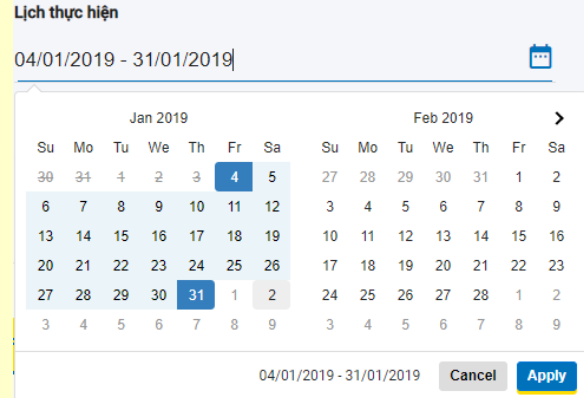 Lịch thực hiện
04/01/2019 - 31/01/2019
Jan 2019
Su Mo Tu We Th Fr Sa
30 31 1 2 3 4 5
6 7 8 9 10 11 12
13 14 15 16 17 18 19
20 21 22 23 24 25 26
27 28 29 30 31 1 2
3 4 5 6 7 8 9
Feb 2019
Su Mo Tu We Th Fr Sa
27 28 29 30 31 1 2
3 4 5 6 7 8 9
10 11 12 13 14 15 16
17 18 19 20 21 22 23
24 25 26 27 28 1 2
3 4 5 6 7 8 9
04/01/2019 - 31/01/2019 Cancel Apply